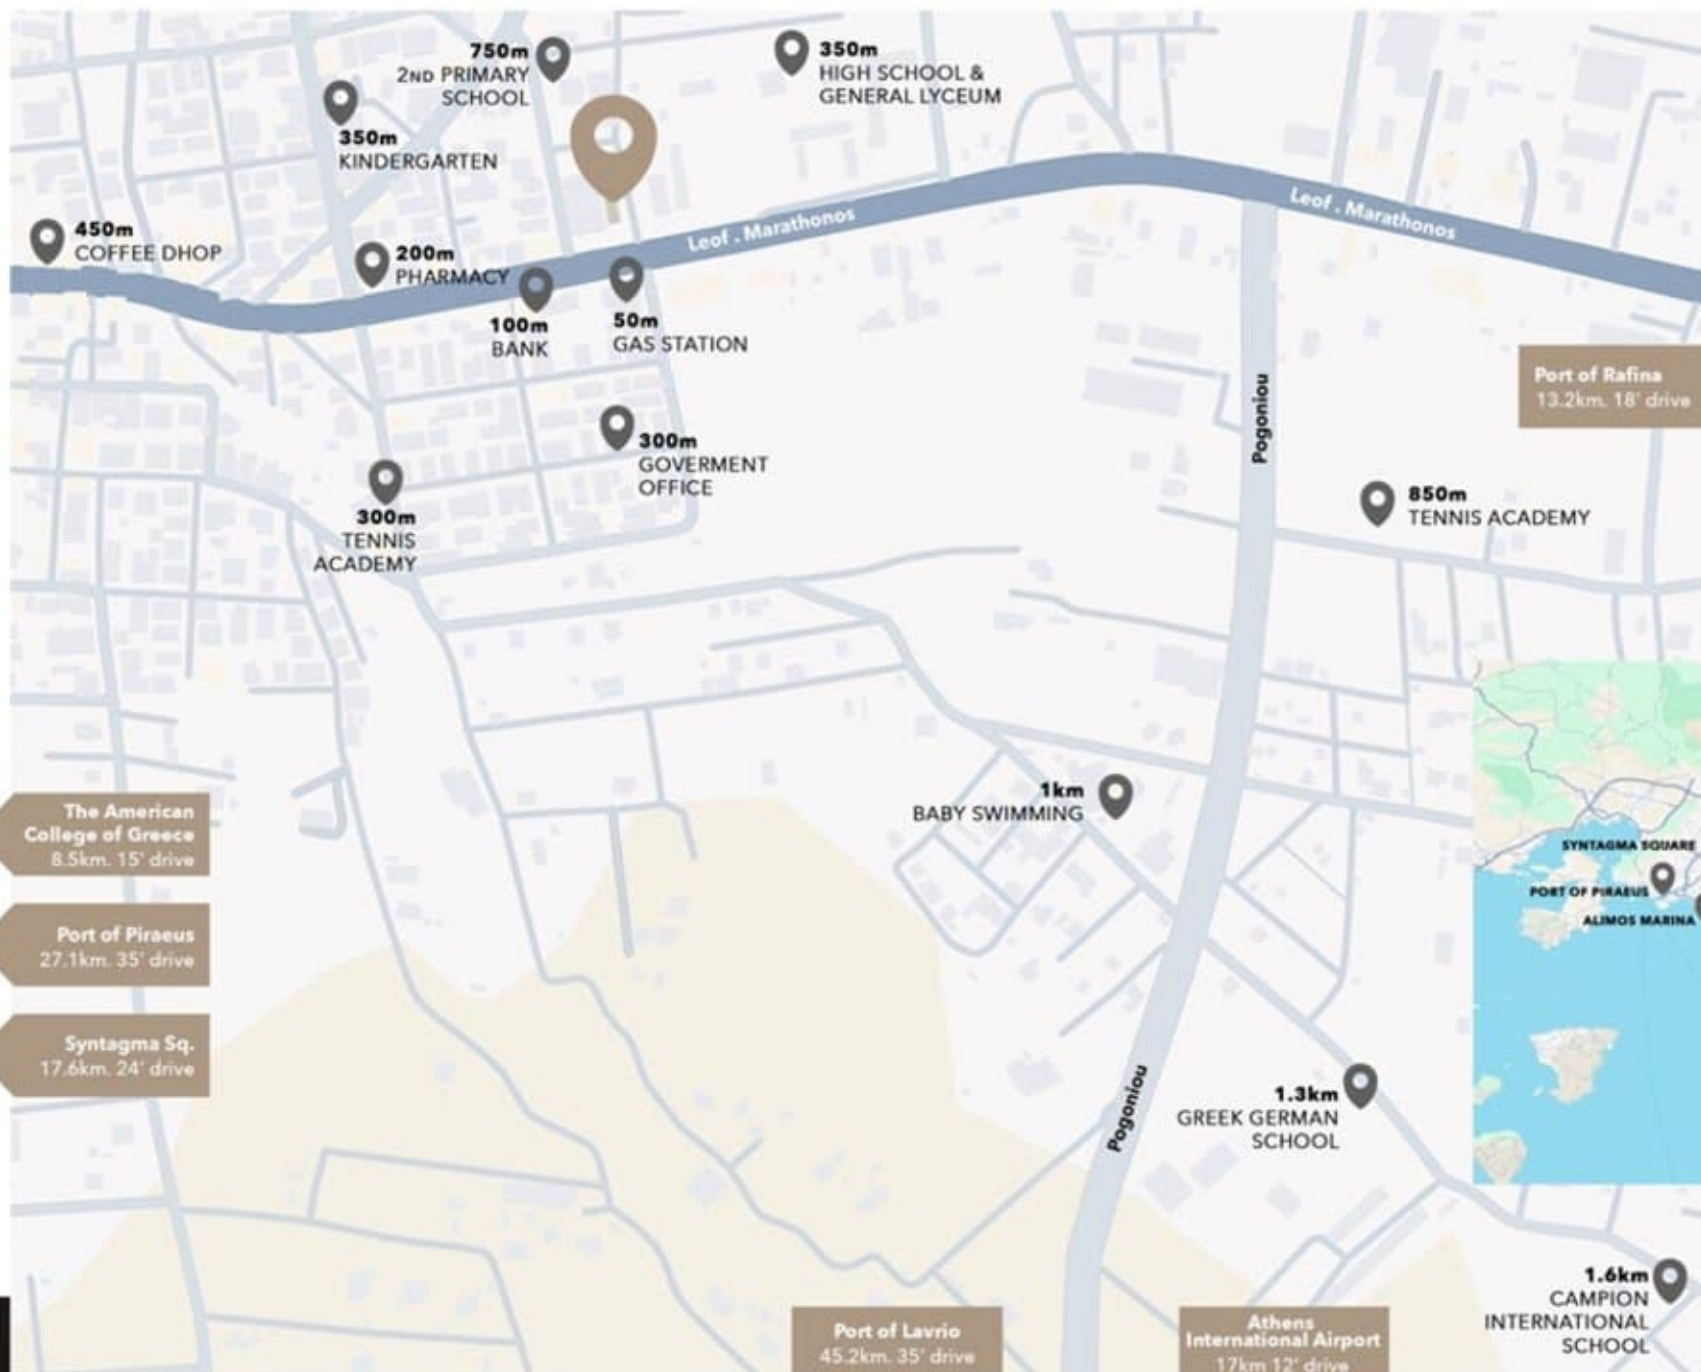 750m
2ND PRIMARY
SCHOOL
350m
HIGH SCHOOL &
GENERAL LYCEUM
350m
KINDERGARTEN
450m
COFFEE DHOP
200m
PHARMACY
Leof . Marathonos
Leof . Marathonos
100m
BANK
50m
GAS STATION
Port of Rafina
13.2km. 18' drive
Pogoniou
300m
GOVERMENT
OFFICE
300m
TENNIS
ACADEMY
850m
TENNIS ACADEMY
1km
BABY SWIMMING
The American
College of Greece
8.5km. 15' drive
SYNTAGMA SQUARE
PORT OF PIRAEUS
ALIMOS MARINA
Port of Piraeus
27.1km. 35' drive
Syntagma Sq.
17.6km. 24' drive
Pogoniou
1.3km
GREEK GERMAN
SCHOOL
1.6km
CAMPION
INTERNATIONAL
SCHOOL
Port of Lavrio
45.2km. 35' drive
Athens
International Airport
17km 12' drive